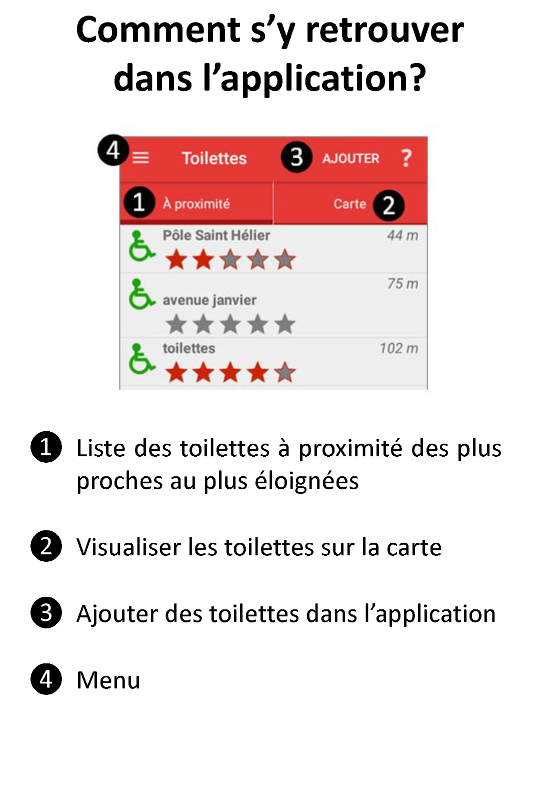 Comment s’y retrouver
dans l’application?
4 Toilettes 3 AJOUTER ?
1 À proximité Carte 2
Pôle Saint Hélier 44 m
75 m
avenue janvier
toilettes 102 m
1 Liste des toilettes à proximité des plus
proches au plus éloignées
2 Visualiser les toilettes sur la carte
3 Ajouter des toilettes dans l’application
4 Menu